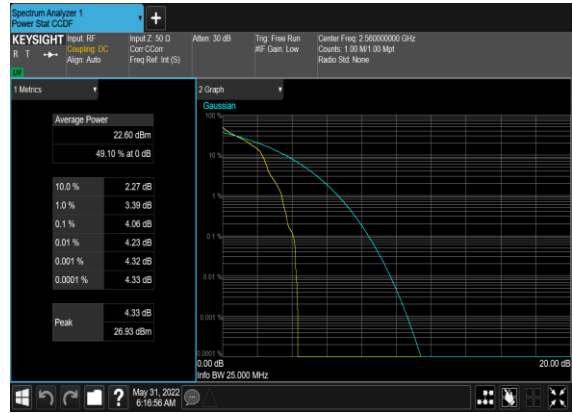 Spectrum Analyzer 1
Power Stat CCDF
KEYSIGHT
R T
Input: RF
Coupling: DC
Align: Auto
Input Z: 50 Ω
Corr CCorr
Freq Ref: Int (S)
Atten: 30 dB
Trig: Free Run
#IF Gain: Low
Center Freq: 2.560000000 GHz
Counts: 1.00 M/1.00 Mpt
Radio Std: None
1 Metrics
Average Power
22.60 dBm
49.10 % at 0 dB
10.0 % 2.27 dB
1.0 % 3.39 dB
0.1 % 4.06 dB
0.01 % 4.23 dB
0.001 % 4.32 dB
0.0001 % 4.33 dB
Peak
4.33 dB
26.93 dBm
2 Graph
Gaussian
100 %
10 %
1 %
0.1 %
0.01 %
0.001 %
0.0001 %
0.00 dB
20.00 dB
Info BW 25.000 MHz
?
May 31, 2022
6:16:56 AM